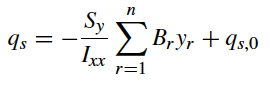 q_s = -\frac{S_y}{I_{xx}} \sum_{r=1}^{n} B_r y_r + q_{s,0}